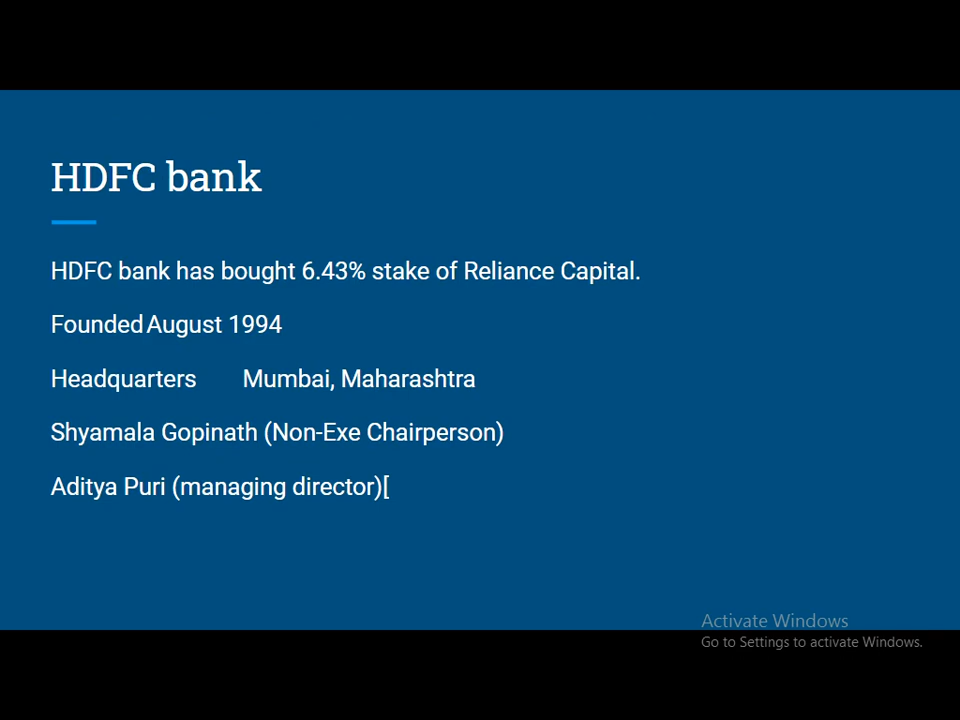 HDFC bank
HDFC bank has bought 6.43% stake of Reliance Capital.
Founded August 1994
Headquarters Mumbai, Maharashtra
Shyamala Gopinath (Non-Exe Chairperson)
Aditya Puri (managing director)[
Activate Windows
Go to Settings to activate Windows.